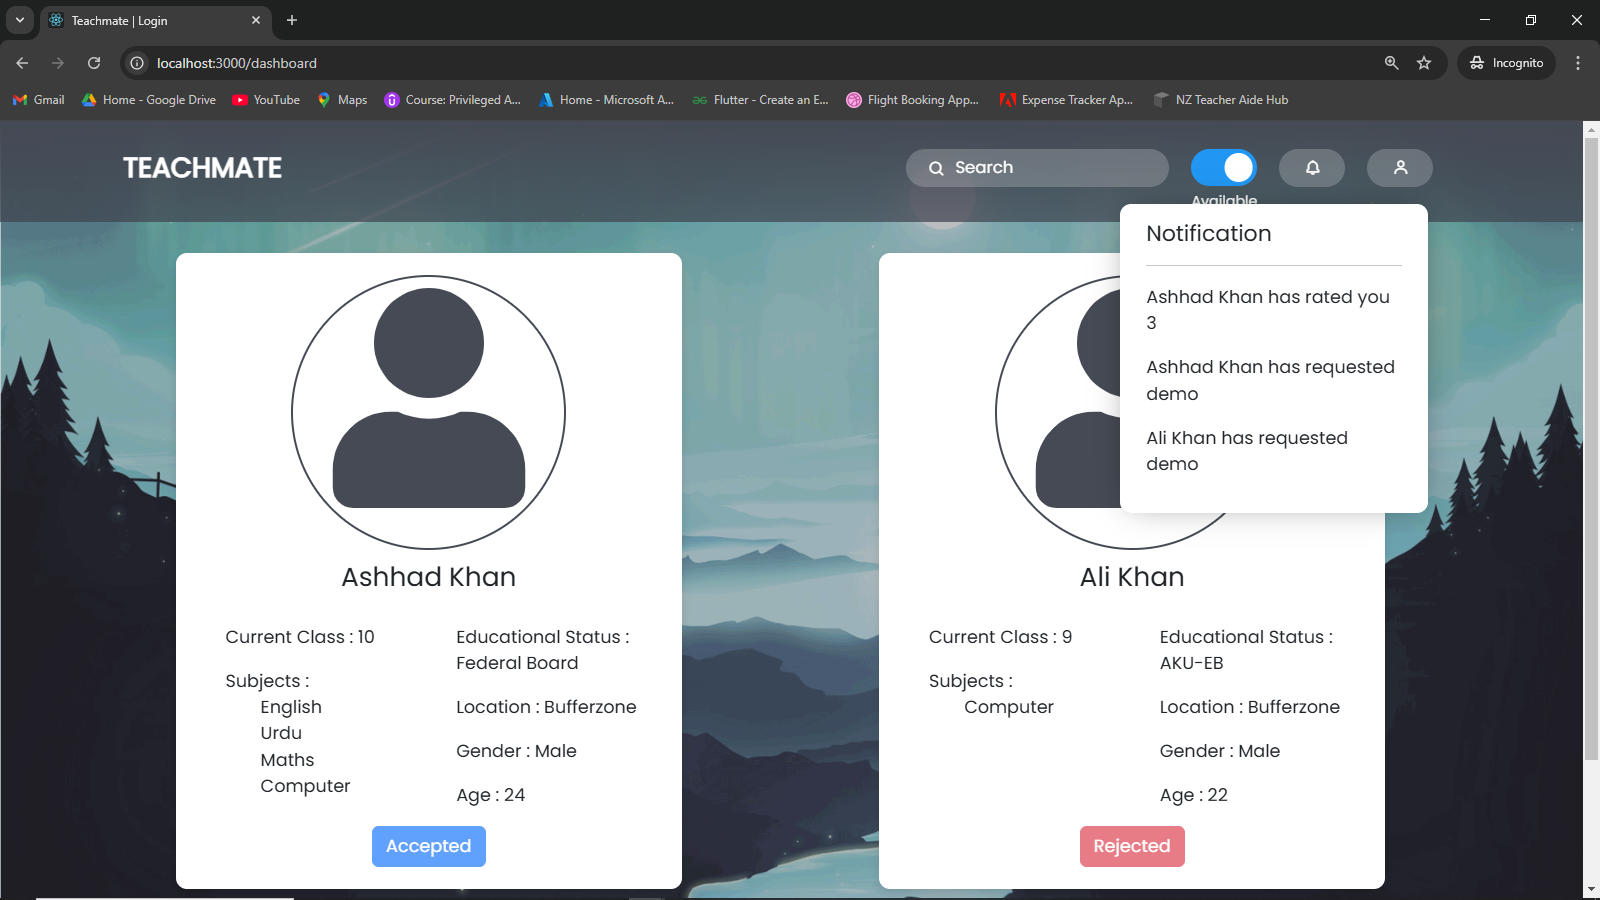 Teachmate | Login
localhost:3000/dashboard
Incognito
Gmail
Home - Google Drive
YouTube
Maps
Course: Privileged A...
Home - Microsoft A...
Flutter - Create an E...
Flight Booking App...
Expense Tracker Ap...
NZ Teacher Aide Hub
TEACHMATE
Search
Available
Notification
Ashhad Khan has rated you
3
Ashhad Khan has requested
demo
Ali Khan has requested
demo
Ashhad Khan
Current Class : 10
Subjects :
English
Urdu
Maths
Computer
Educational Status :
Federal Board
Location : Bufferzone
Gender : Male
Age : 24
Accepted
Ali Khan
Current Class : 9
Subjects :
Computer
Educational Status :
AKU-EB
Location : Bufferzone
Gender : Male
Age : 22
Rejected